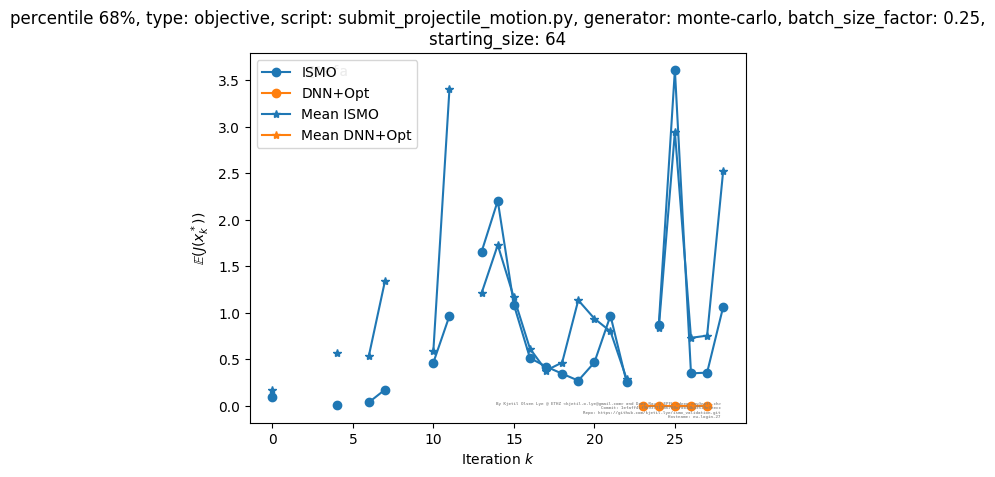 percentile 68%, type: objective, script: submit_projectile_motion.py, generator: monte-carlo, batch_size_factor: 0.25,
starting_size: 64
ISMO
DNN+Opt
Mean ISMO
Mean DNN+Opt
3.5
3.0
2.5
2.0
1.5
1.0
0.5
0.0
𝔼(J(x*k))
0
5
10
15
20
25
Iteration k